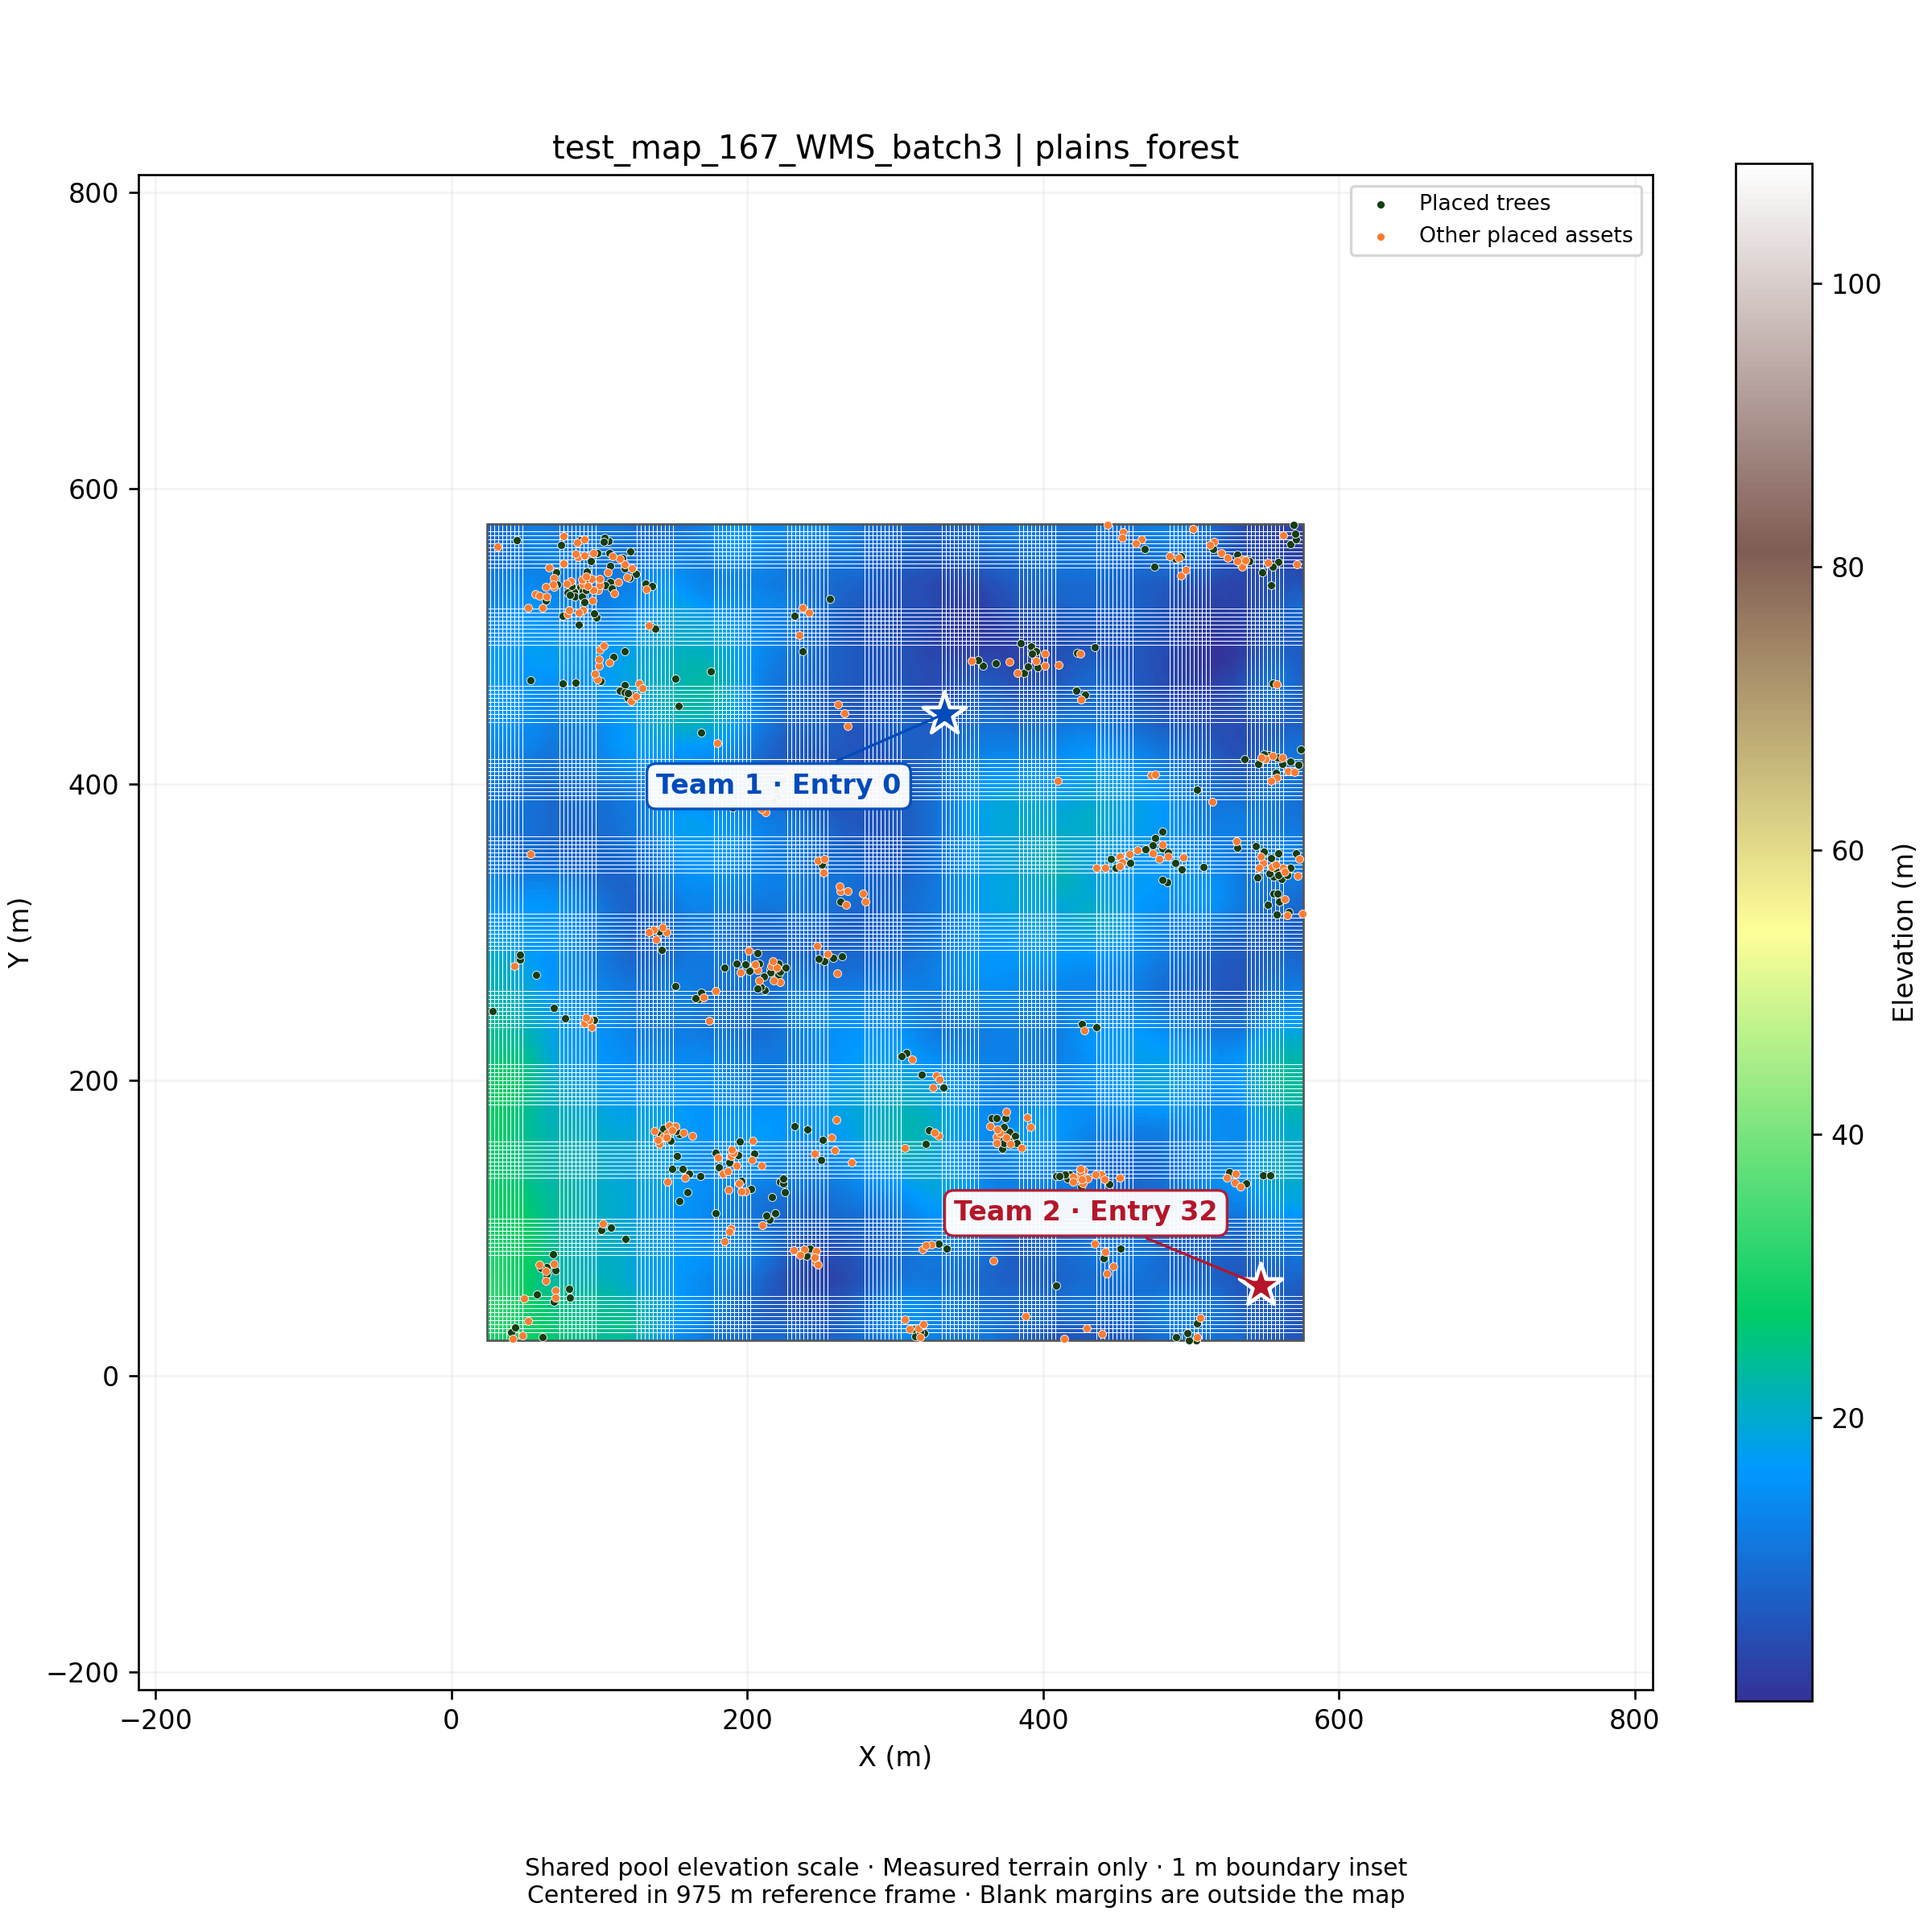 test_map_167_WMS_batch3 | plains_forest
Placed trees
Other placed assets
Team 1 · Entry 0
Team 2 · Entry 32
800
600
400
200
0
−200
Y (m)
−200
0
200
400
600
800
X (m)
100
80
60
40
20
Elevation (m)
Shared pool elevation scale · Measured terrain only · 1 m boundary inset
Centered in 975 m reference frame · Blank margins are outside the map